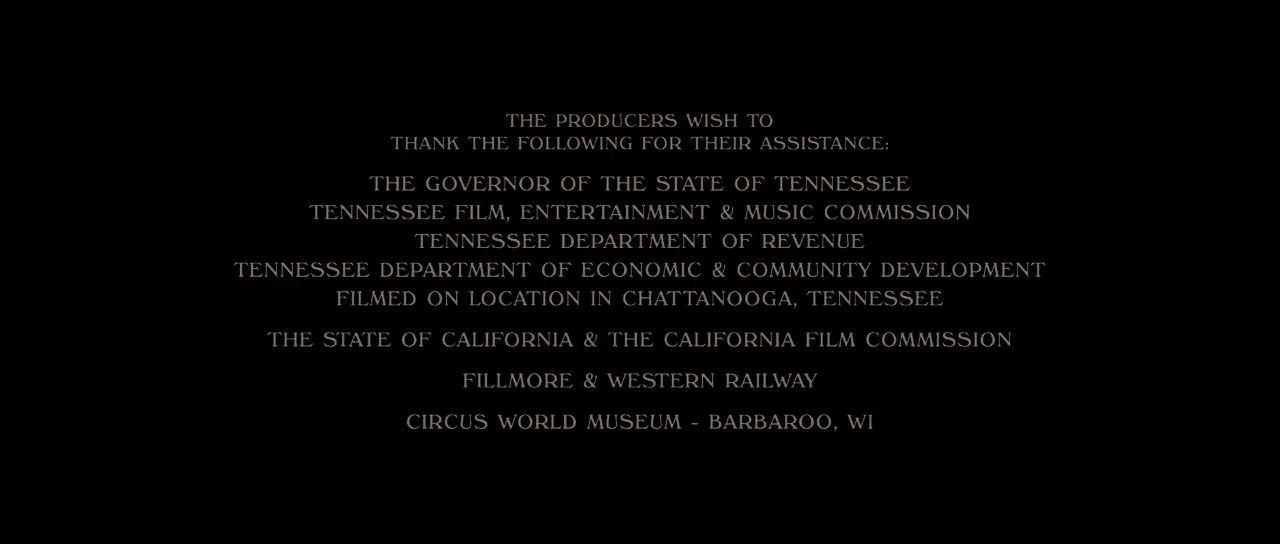 THE PRODUCERS WISH TO
THANK THE FOLLOWING FOR THEIR ASSISTANCE:
THE GOVERNOR OF THE STATE OF TENNESSEE
TENNESSEE FILM, ENTERTAINMENT & MUSIC COMMISSION
TENNESSEE DEPARTMENT OF REVENUE
TENNESSEE DEPARTMENT OF ECONOMIC & COMMUNITY DEVELOPMENT
FILMED ON LOCATION IN CHATTANOOGA, TENNESSEE
THE STATE OF CALIFORNIA & THE CALIFORNIA FILM COMMISSION
FILLMORE & WESTERN RAILWAY
CIRCUS WORLD MUSEUM - BARBAROO, WI